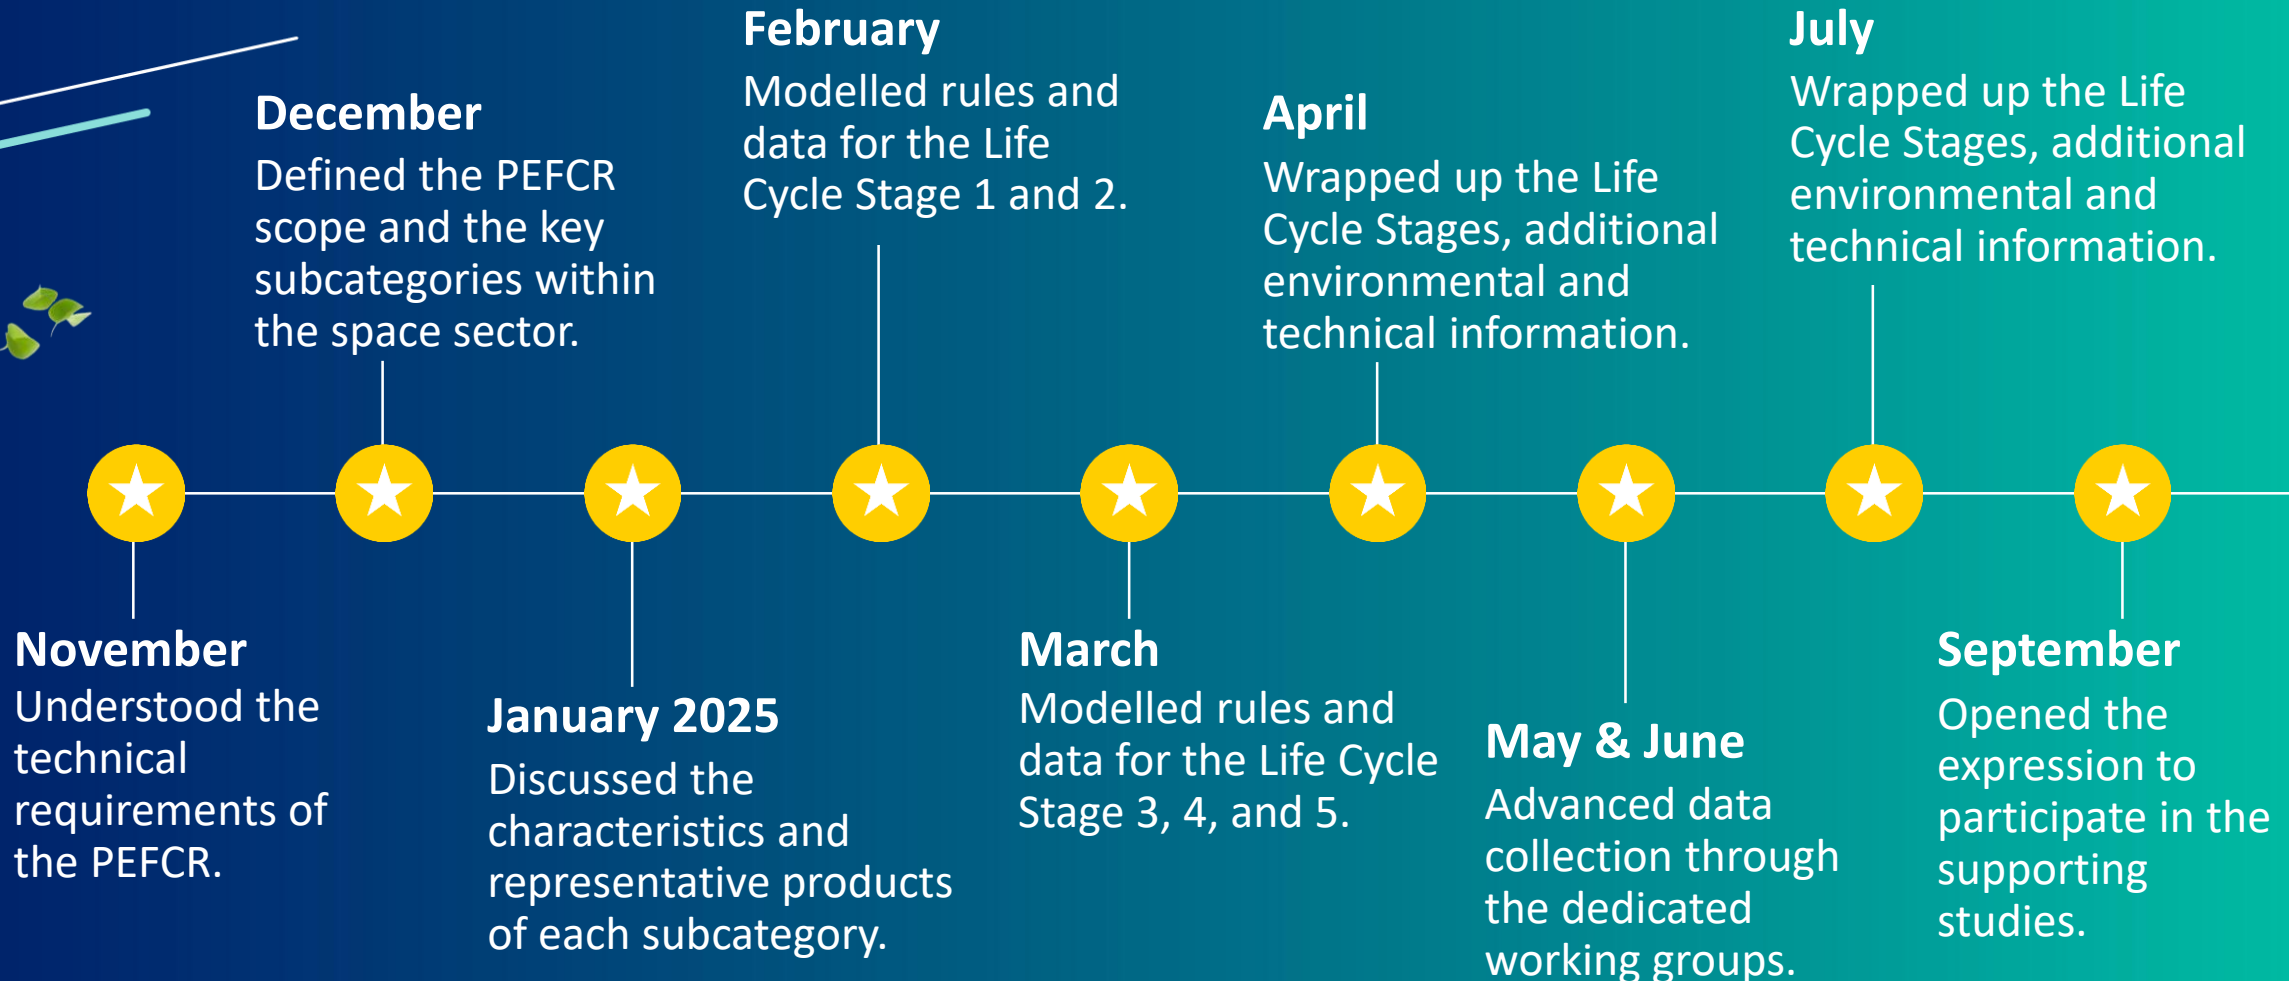 November
Understood the
technical
requirements of
the PEFCR.
December
Defined the PEFCR
scope and the key
subcategories within
the space sector.
January 2025
Discussed the
characteristics and
representative products
of each subcategory.
February
Modelled rules and
data for the Life
Cycle Stage 1 and 2.
March
Modelled rules and
data for the Life Cycle
Stage 3, 4, and 5.
April
Wrapped up the Life
Cycle Stages, additional
environmental and
technical information.
May & June
Advanced data
collection through
the dedicated
working groups.
July
Wrapped up the Life
Cycle Stages, additional
environmental and
technical information.
September
Opened the
expression to
participate in the
supporting
studies.